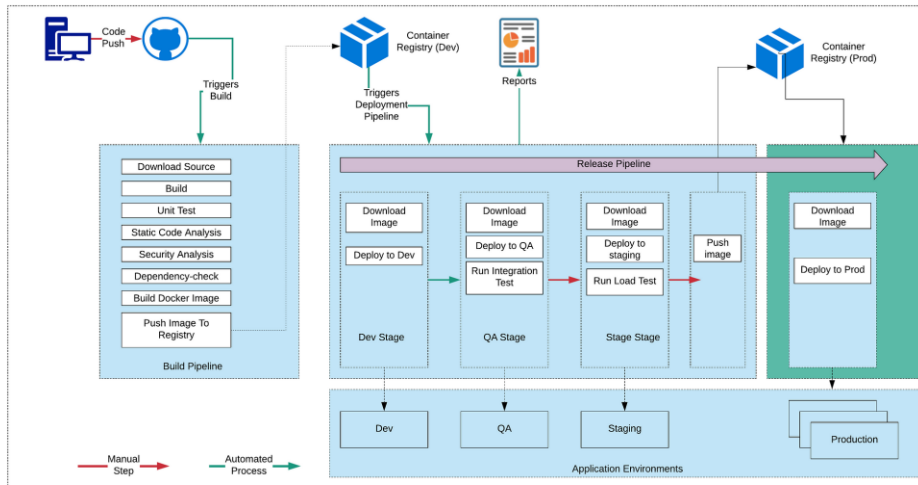 Code
Push
Triggers
Build
Container
Registry (Dev)
Triggers
Deployment
Pipeline
Reports
Container
Registry (Prod)
Download Source
Build
Unit Test
Static Code Analysis
Security Analysis
Dependency-check
Build Docker Image
Push Image To
Registry
Build Pipeline
Release Pipeline
Download
Image
Deploy to Dev
Dev Stage
Download
Image
Deploy to QA
Run Integration
Test
QA Stage
Download
Image
Deploy to
staging
Run Load Test
Stage Stage
Push
image
Download
Image
Deploy to Prod
Dev
QA
Staging
Production
Application Environments
Manual
Step
Automated
Process